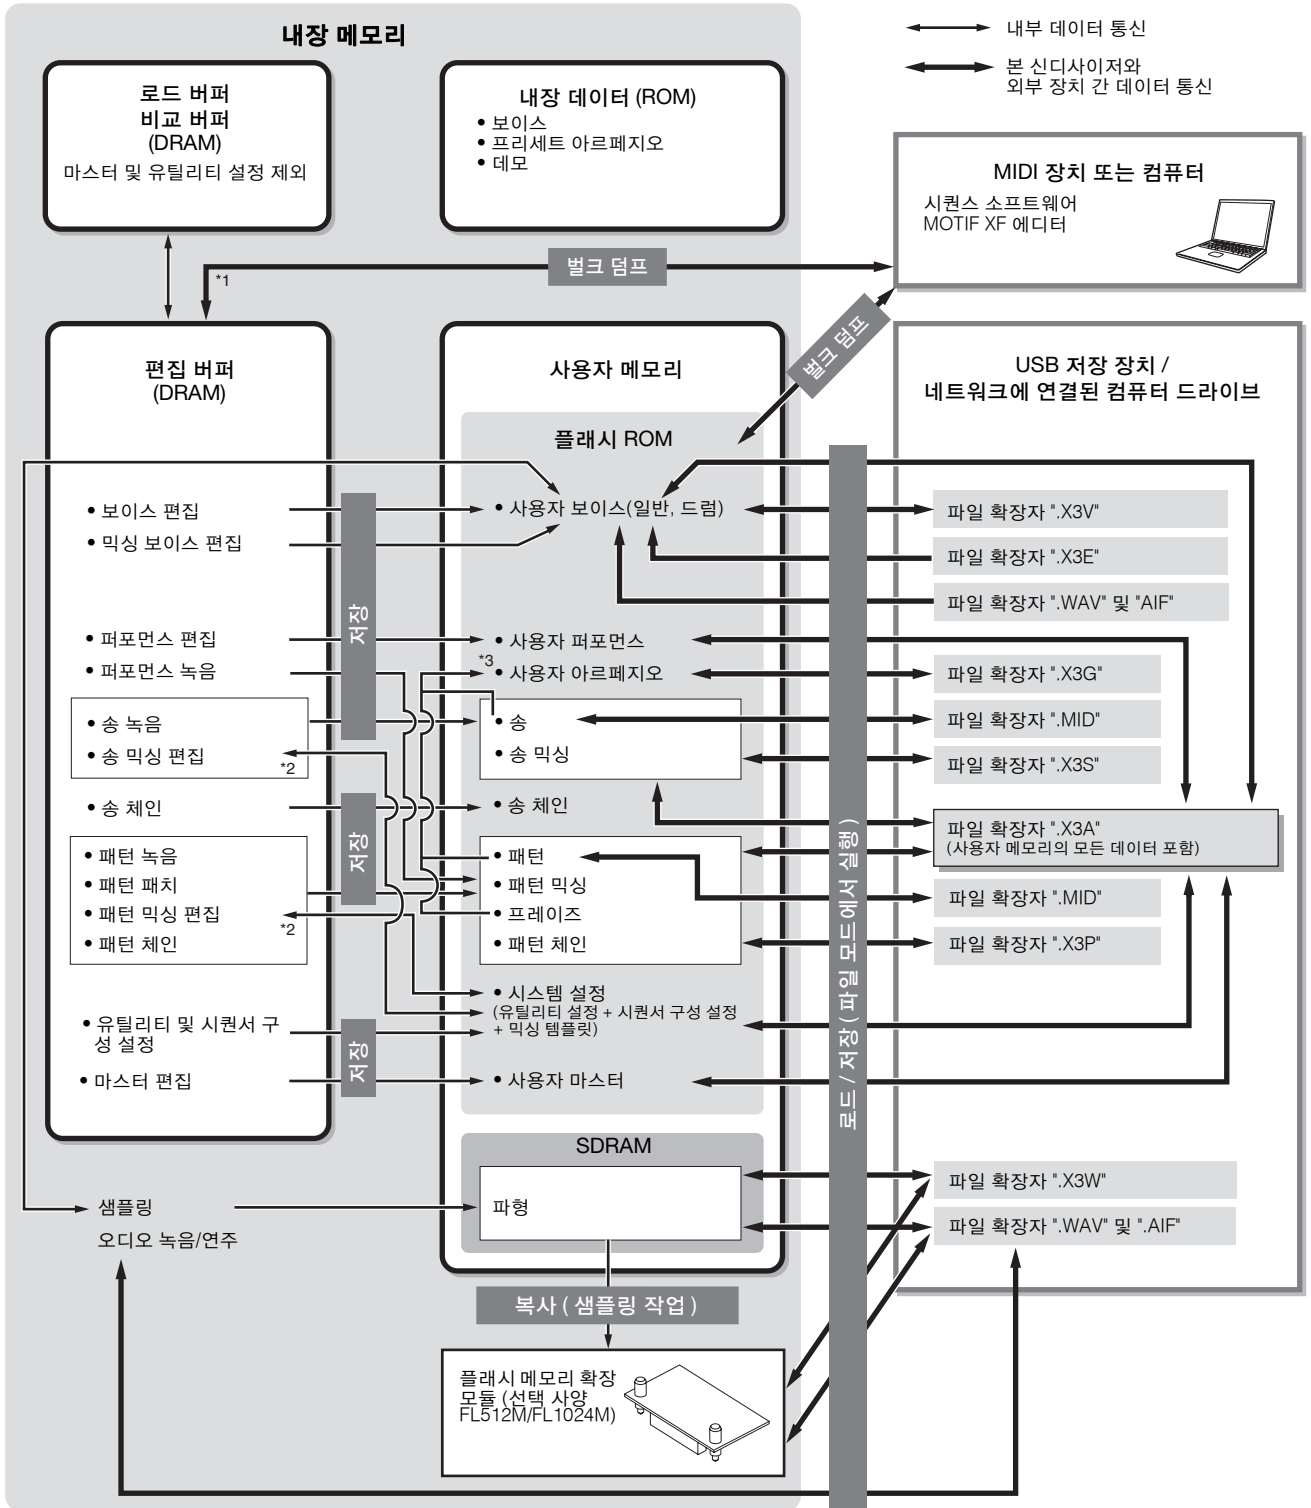 내장 메모리
내부 데이터 통신
본 신디사이저와
외부 장치 간 데이터 통신
로드 버퍼
비교 버퍼
(DRAM)
마스터 및 유틸리티 설정 제외
내장 데이터 (ROM)
• 보이스
• 프리세트 아르페지오
• 데모
MIDI 장치 또는 컴퓨터
시퀀스 소프트웨어
MOTIF XF 에디터
벌크 덤프
*1
벌크 덤프
편집 버퍼
(DRAM)
• 보이스 편집
• 믹싱 보이스 편집
• 퍼포먼스 편집
• 퍼포먼스 녹음
• 송 녹음
• 송 믹싱 편집
*2
• 송 체인
• 패턴 녹음
• 패턴 패치
• 패턴 믹싱 편집
*2
• 패턴 체인
• 유틸리티 및 시퀀서 구
성 설정
• 마스터 편집
저장
저장
저장
사용자 메모리
플래시 ROM
• 사용자 보이스(일반, 드럼)
• 사용자 퍼포먼스
*3
• 사용자 아르페지오
• 송
• 송 믹싱
• 송 체인
• 패턴
• 패턴 믹싱
• 프레이즈
• 패턴 체인
• 시스템 설정
(유틸리티 설정 + 시퀀서 구성 설정
+ 믹싱 템플릿)
• 사용자 마스터
SDRAM
파형
샘플링
오디오 녹음/연주
복사 ( 샘플링 작업 )
플래시 메모리 확장
모듈 (선택 사양
FL512M/FL1024M)
로드 / 저장 ( 파일 모드에서 실행 )
USB 저장 장치 /
네트워크에 연결된 컴퓨터 드라이브
파일 확장자 ".X3V"
파일 확장자 ".X3E"
파일 확장자 ".WAV" 및 "AIF"
파일 확장자 ".X3G"
파일 확장자 ".MID"
파일 확장자 ".X3S"
파일 확장자 ".X3A"
(사용자 메모리의 모든 데이터 포함)
파일 확장자 ".MID"
파일 확장자 ".X3P"
파일 확장자 ".X3W"
파일 확장자 ".WAV" 및 ".AIF"